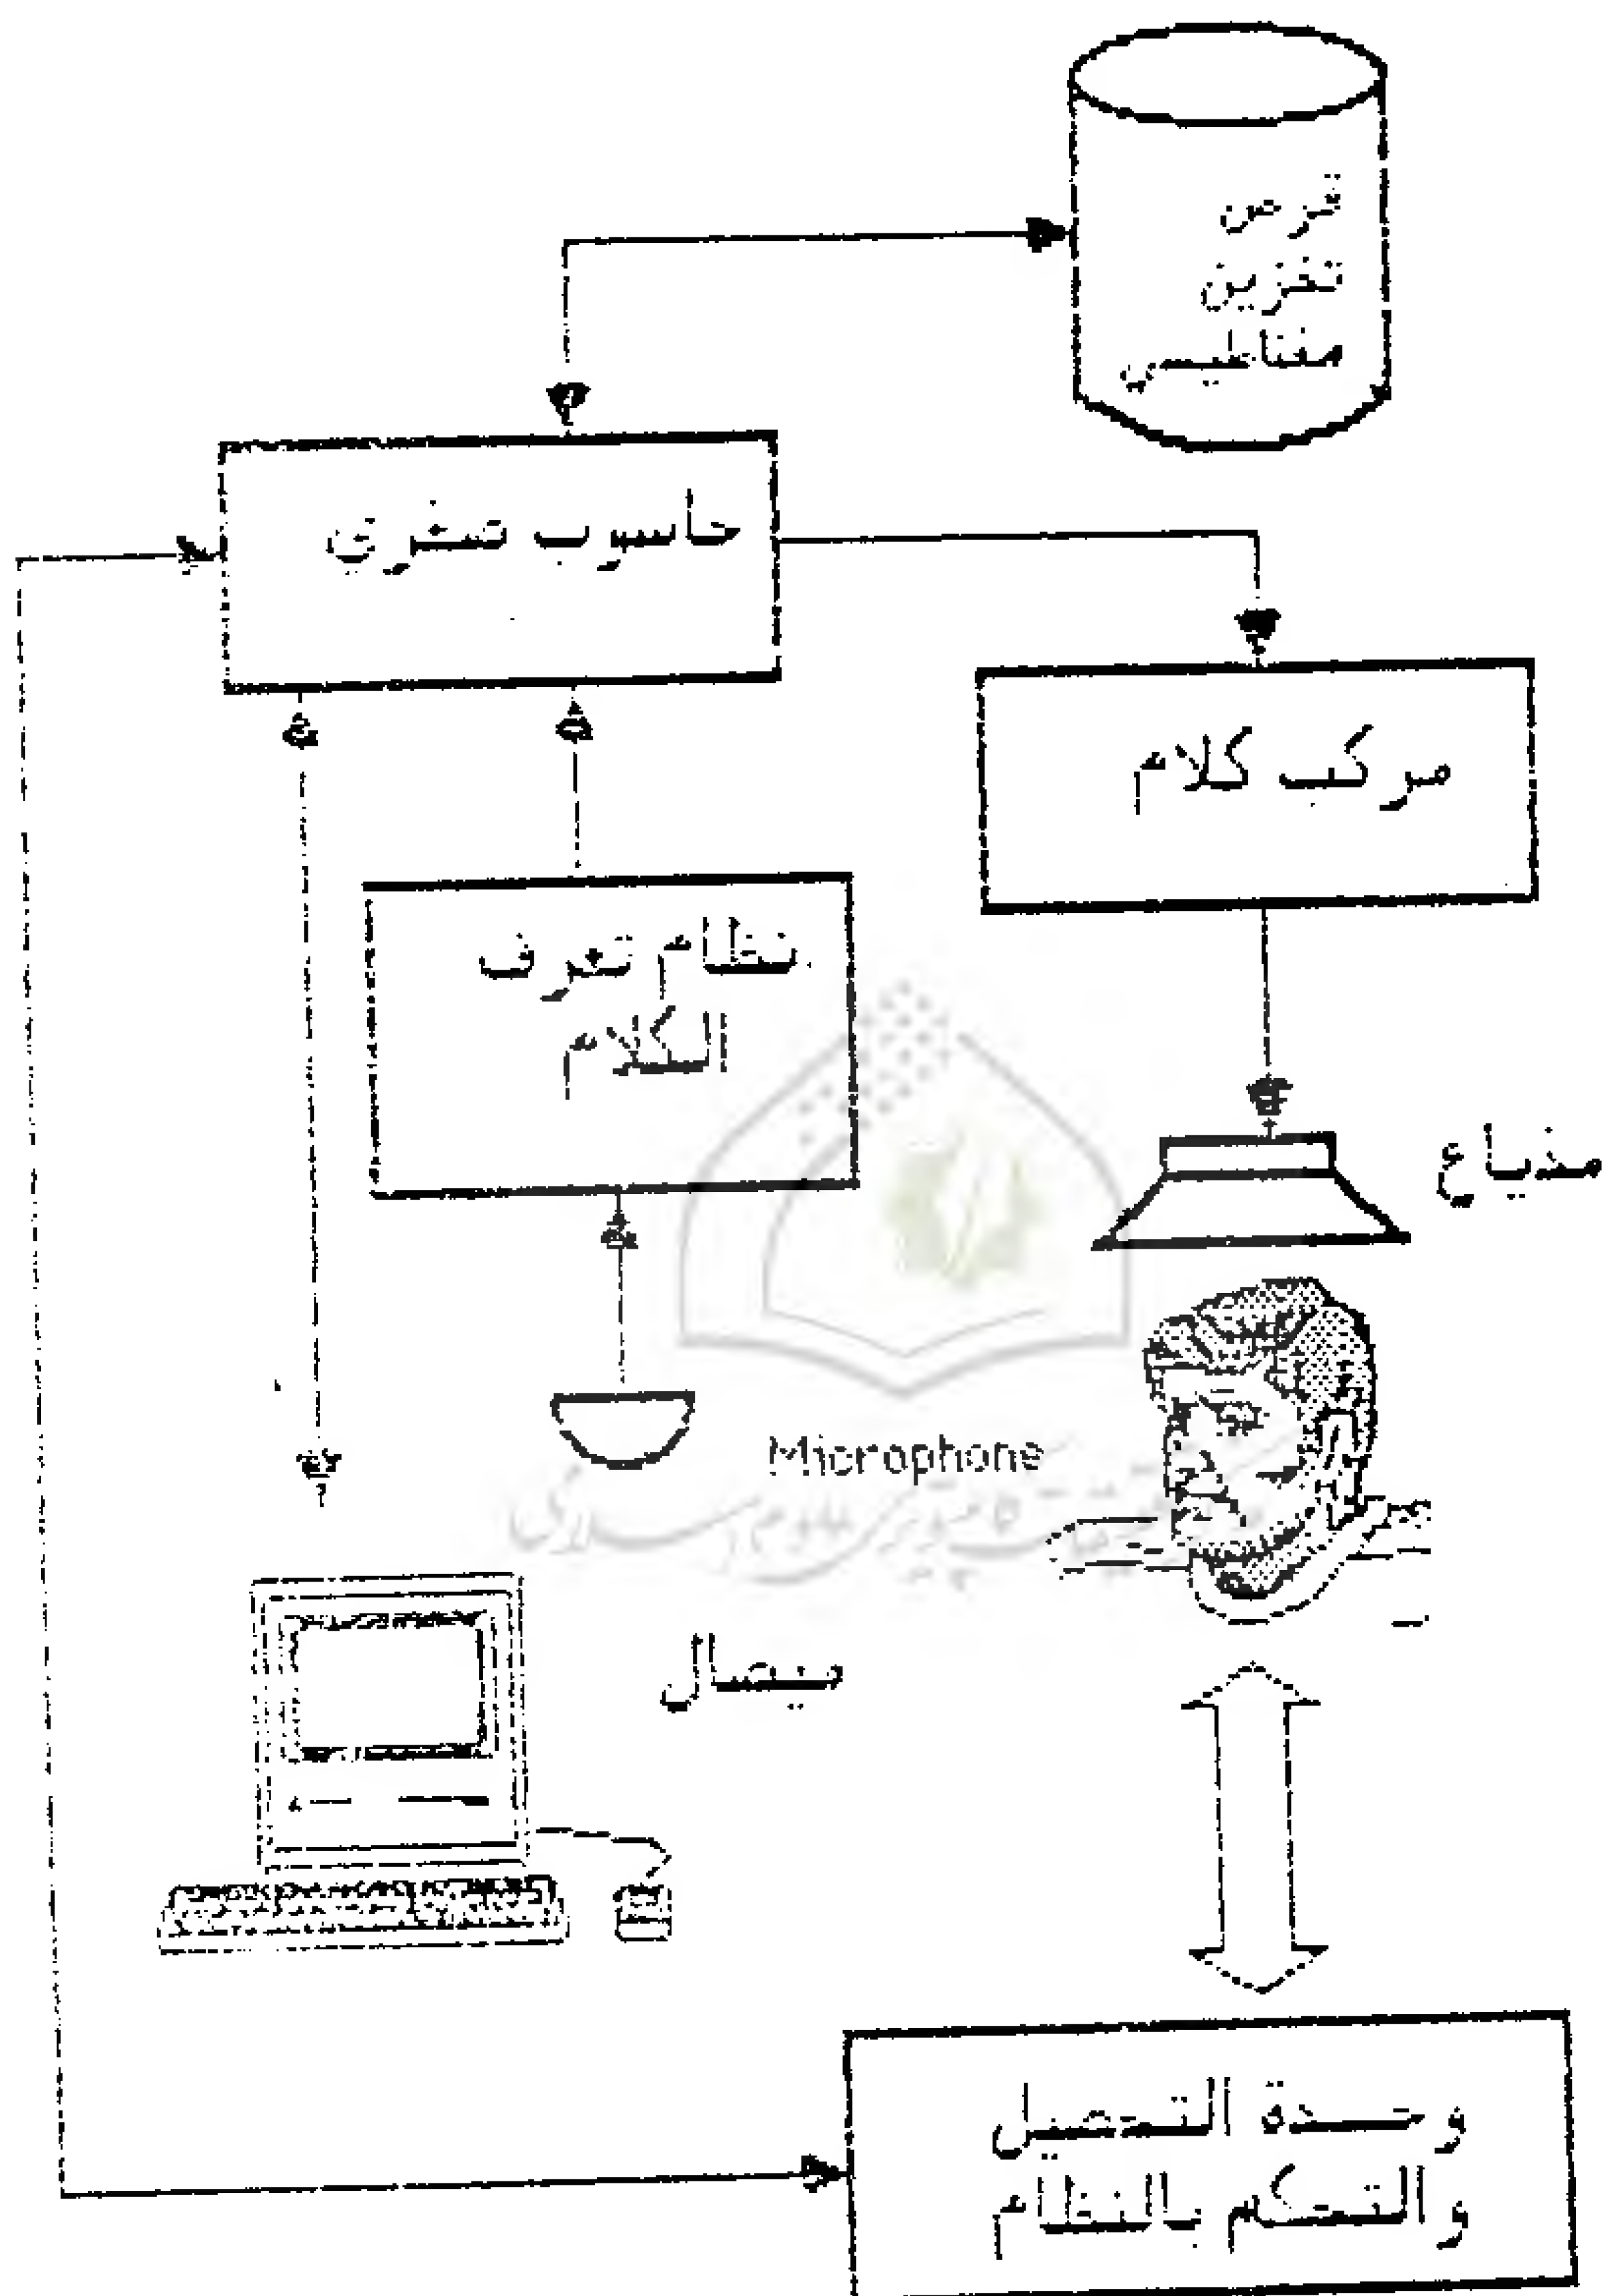 قرص
تخزين
مغناطيسي
حاسوب صغري
مركب كلام
نظام تعرف
الكلام
مذياع
Microphone
ميصال
وحدة التحصيل
والتحكم بالنظام